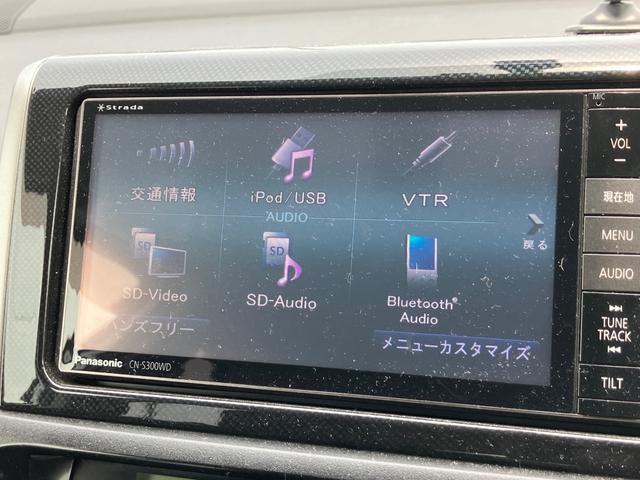 Strada
MIC
交通情報
iPod/USB
VTR
AUDIO
戻る
SD
SD
SD-Video
SD-Audio
Bluetooth®
Audio
ハンズフリー
メニューカスタマイズ
Panasonic
CN-S300WD
+
VOL
-
現在地
MENU
AUDIO
TUNE
TRACK
TILT